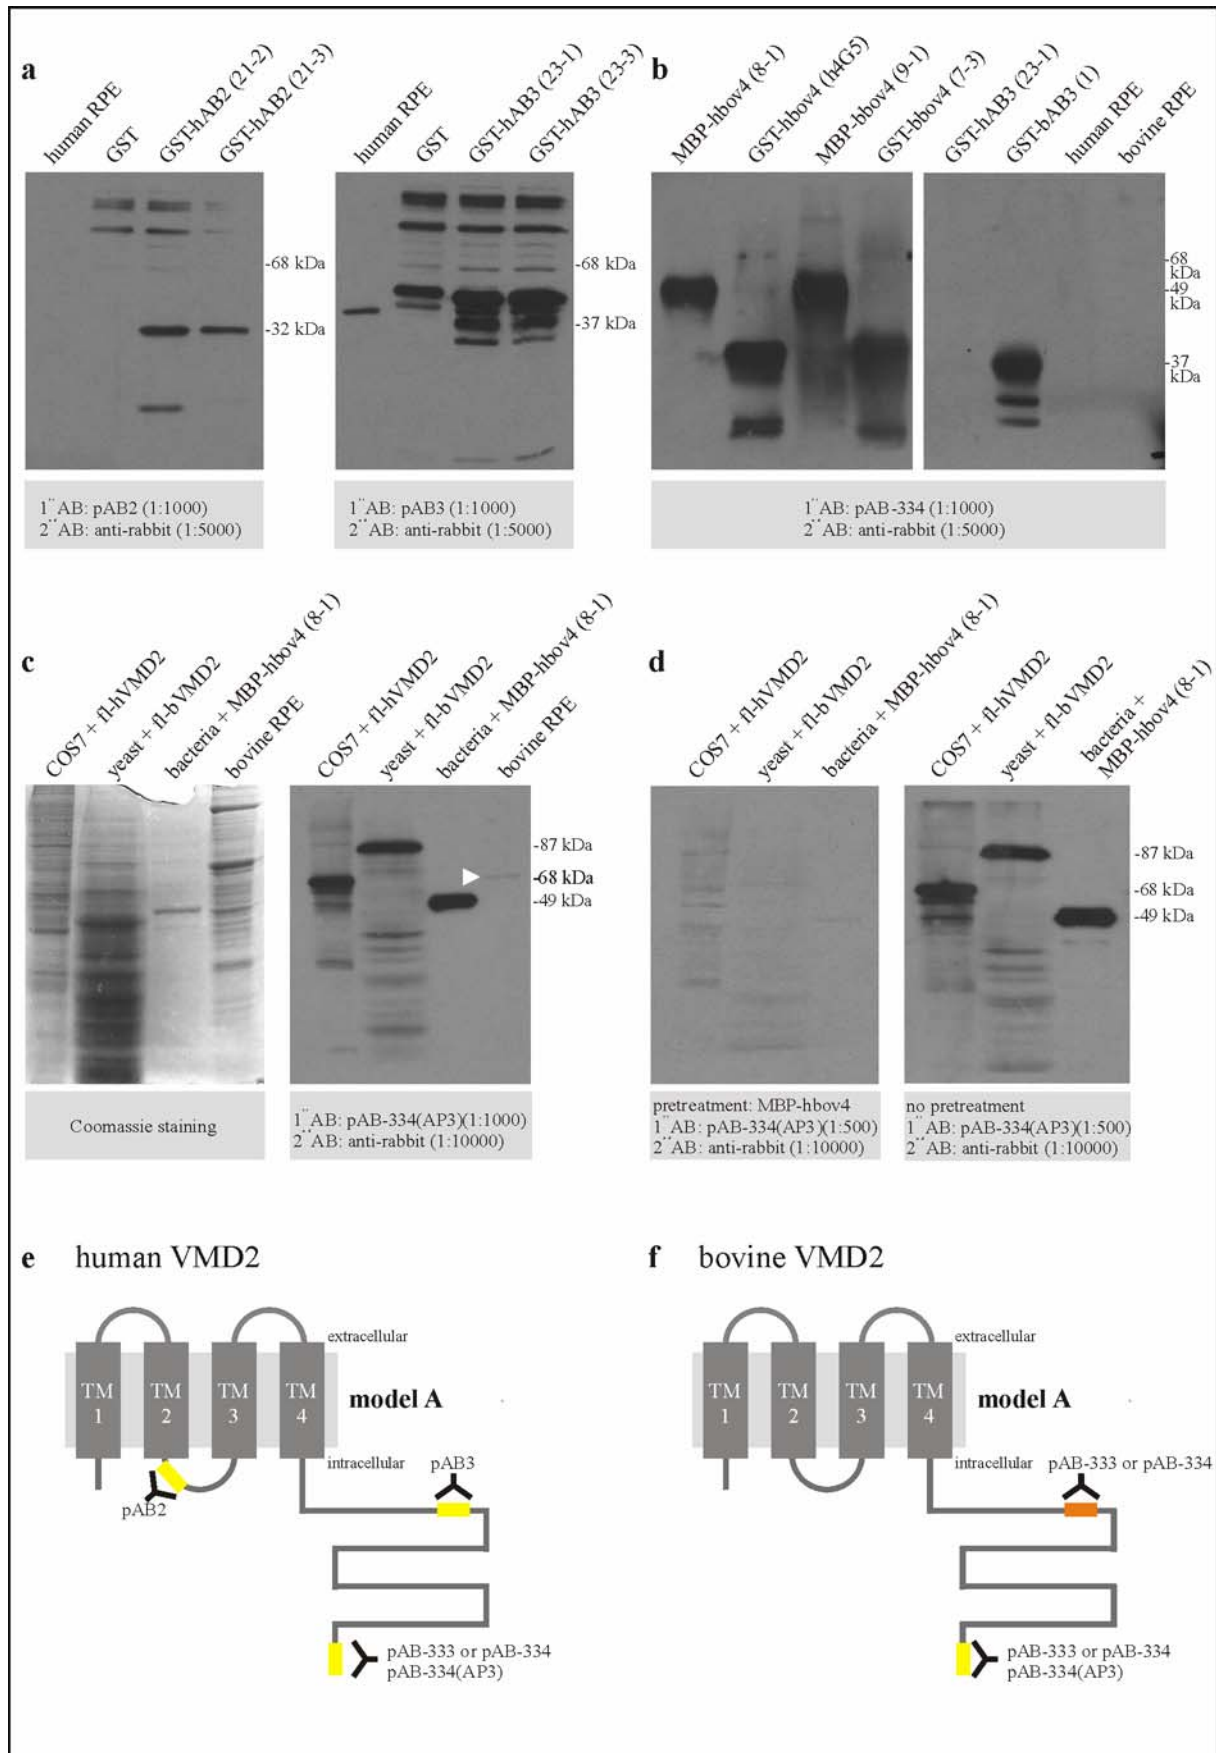 a
human RPE
GST
GST-hAB2 (21-2)
GST-hAB2 (21-3)
-68 kDa
-32 kDa
1¨ AB: pAB2 (1:1000)
2¨ AB: anti-rabbit (1:5000)
human RPE
GST
GST-hAB3 (23-1)
GST-hAB3 (23-3)
-68 kDa
-37 kDa
1¨ AB: pAB3 (1:1000)
2¨ AB: anti-rabbit (1:5000)
b
MBP-hbov4 (8-1)
GST-hbov4 (h4G5)
MBP-bbov4 (9-1)
GST-bbov4 (7-3)
GST-hAB3 (23-1)
GST-bAB3 (1)
human RPE
bovine RPE
-68
kDa
-49
kDa
-37
kDa
1¨ AB: pAB-334 (1:1000)
2¨ AB: anti-rabbit (1:5000)
c
COS7 + fl-hVMD2
yeast + fl-bVMD2
bacteria + MBP-hbov4 (8-1)
bovine RPE
Coomassie staining
COS7 + fl-hVMD2
yeast + fl-bVMD2
bacteria + MBP-hbov4 (8-1)
bovine RPE
-87 kDa
-68 kDa
-49 kDa
1¨ AB: pAB-334(AP3)(1:1000)
2¨ AB: anti-rabbit (1:10000)
d
COS7 + fl-hVMD2
yeast + fl-bVMD2
bacteria + MBP-hbov4 (8-1)
pretreatment: MBP-hbov4
1¨ AB: pAB-334(AP3)(1:500)
2¨ AB: anti-rabbit (1:10000)
COS7 + fl-hVMD2
yeast + fl-bVMD2
bacteria +
MBP-hbov4 (8-1)
-87 kDa
-68 kDa
-49 kDa
no pretreatment
1¨ AB: pAB-334(AP3)(1:500)
2¨ AB: anti-rabbit (1:10000)
e human VMD2
extracellular
TM
1
TM
2
TM
3
TM
4
model A
intracellular
pAB2
pAB3
pAB-333 or pAB-334
pAB-334(AP3)
f bovine VMD2
extracellular
TM
1
TM
2
TM
3
TM
4
model A
intracellular
pAB-333 or pAB-334
pAB-333 or pAB-334
pAB-334(AP3)